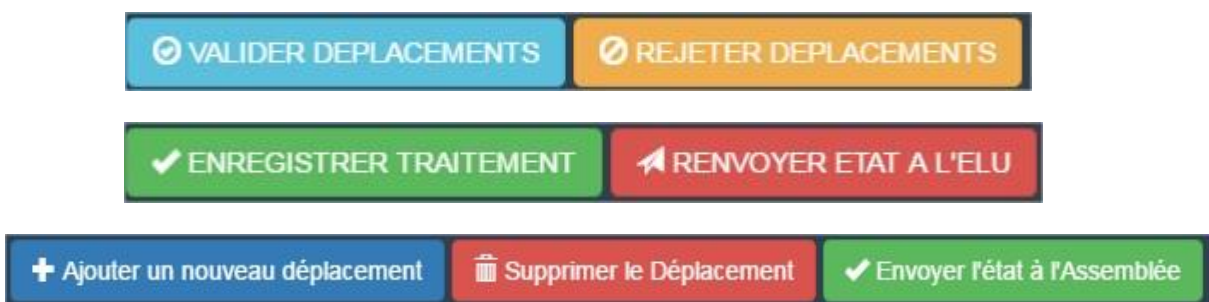 VALIDER DEPLACEMENTS REJETER DEPLACEMENTS
ENREGISTRER TRAITEMENT RENVOYER ETAT A L'ELU
Ajouter un nouveau déplacement Supprimer le Déplacement Envoyer l'état à l'Assemblée